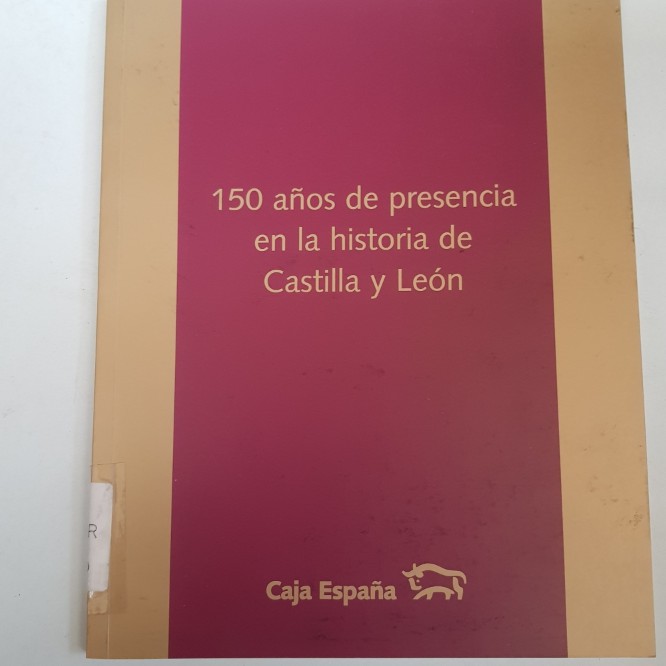 150 años de presencia
en la historia de
Castilla y León
R
Caja España